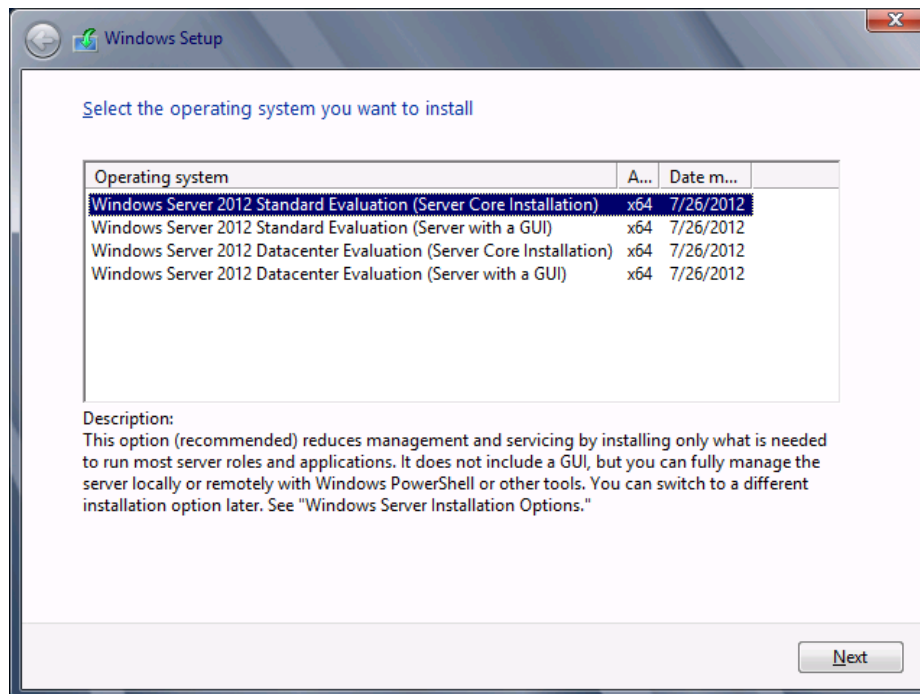 Windows Setup
Select the operating system you want to install
Operating system A... Date m...
Windows Server 2012 Standard Evaluation (Server Core Installation) x64 7/26/2012
Windows Server 2012 Standard Evaluation (Server with a GUI) x64 7/26/2012
Windows Server 2012 Datacenter Evaluation (Server Core Installation) x64 7/26/2012
Windows Server 2012 Datacenter Evaluation (Server with a GUI) x64 7/26/2012
Description:
This option (recommended) reduces management and servicing by installing only what is needed
to run most server roles and applications. It does not include a GUI, but you can fully manage the
server locally or remotely with Windows PowerShell or other tools. You can switch to a different
installation option later. See "Windows Server Installation Options."
Next